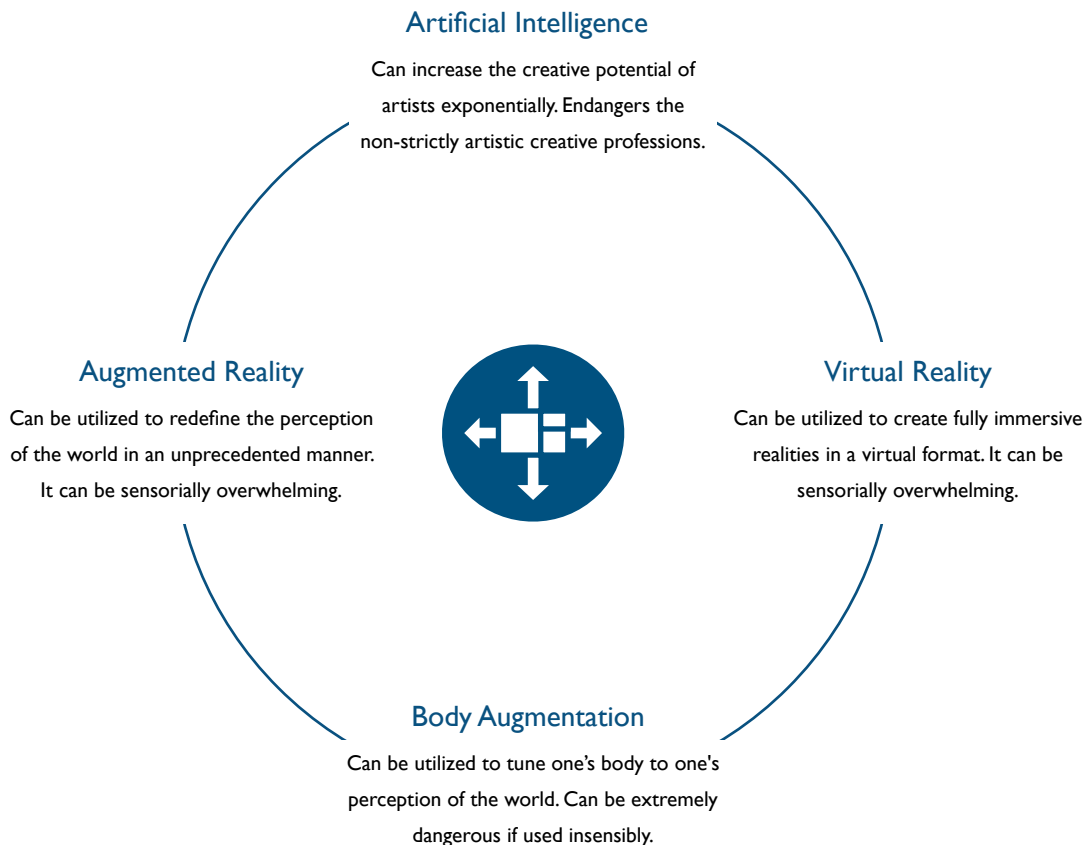 Artificial Intelligence
Can increase the creative potential of
artists exponentially. Endangers the
non-strictly artistic creative professions.
Augmented Reality
Can be utilized to redefine the perception
of the world in an unprecedented manner.
It can be sensorially overwhelming.
Virtual Reality
Can be utilized to create fully immersive
realities in a virtual format. It can be
sensorially overwhelming.
Body Augmentation
Can be utilized to tune one’s body to one's
perception of the world. Can be extremely
dangerous if used insensibly.